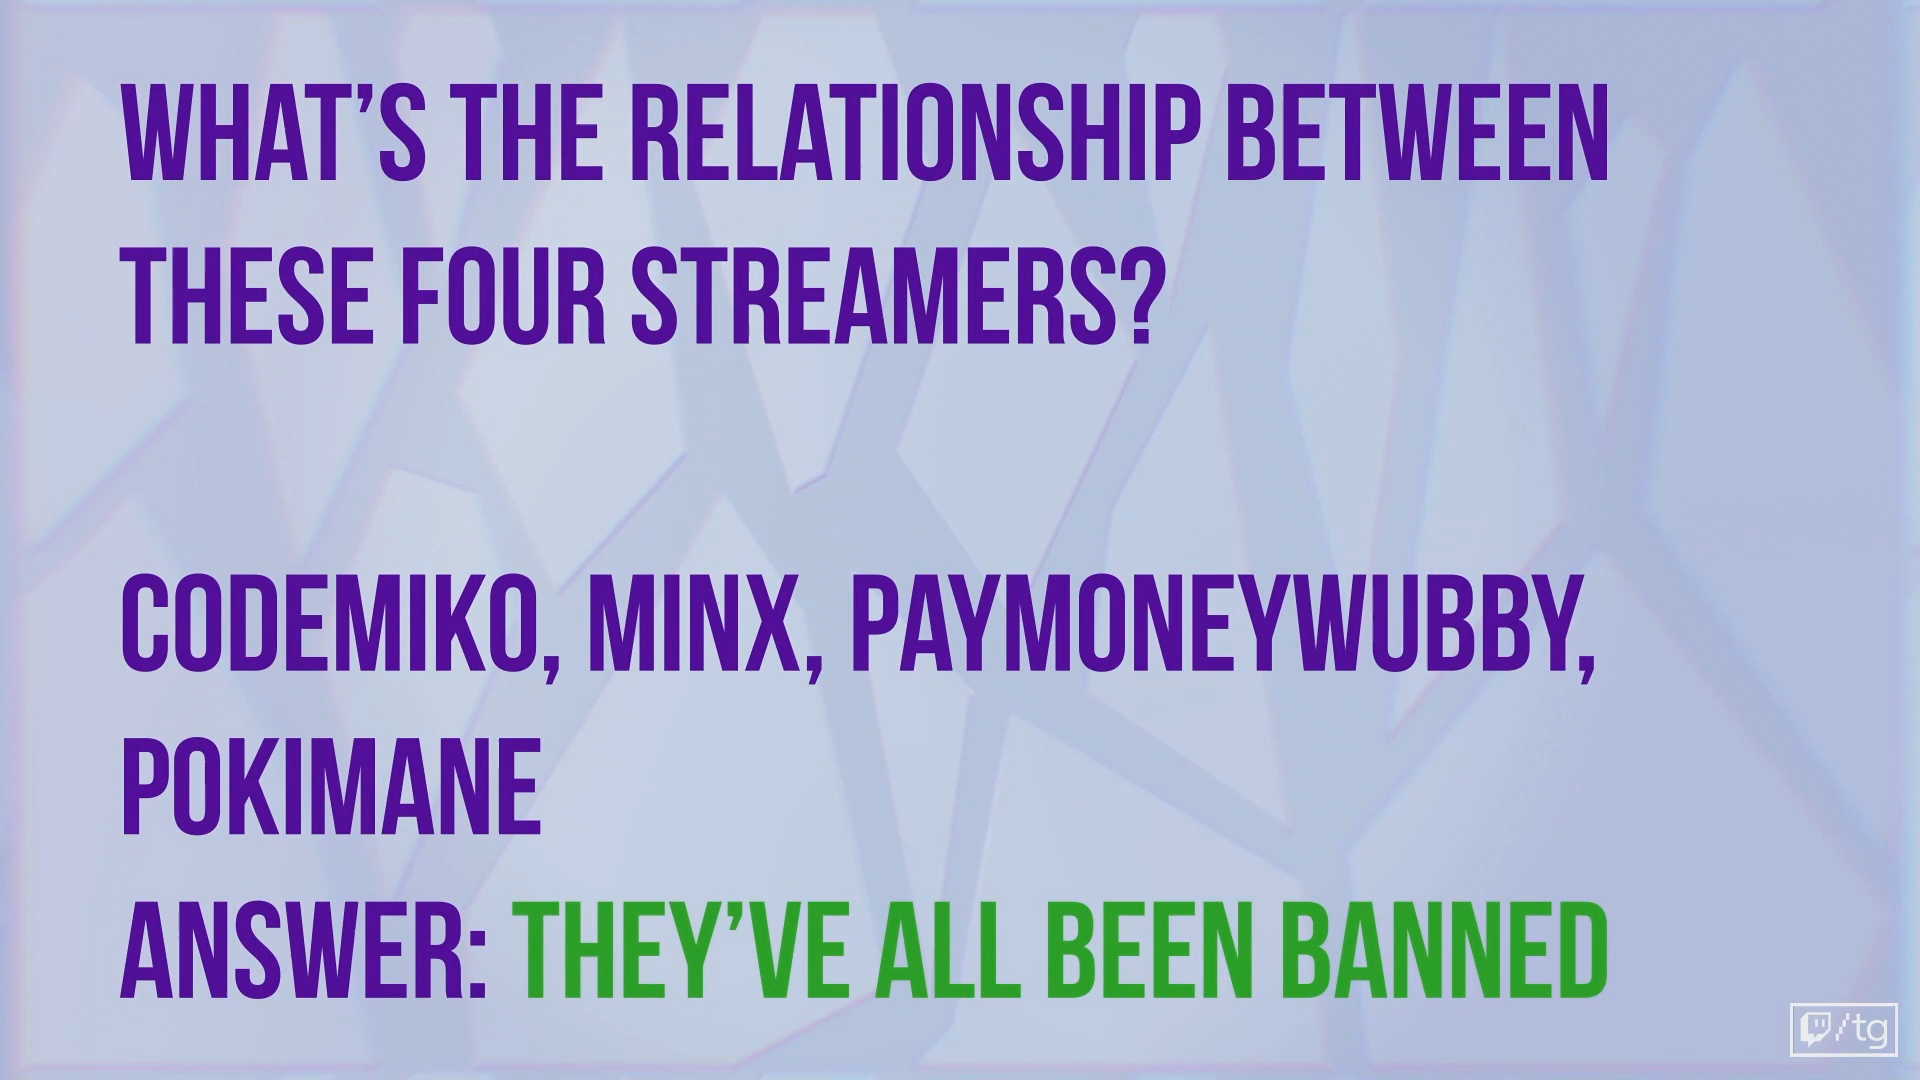 WHAT'S THE RELATIONSHIP BETWEEN
THESE FOUR STREAMERS?
CODEMIKO, MINX, PAYMONEYWUBBY,
POKIMANE
ANSWER: THEY'VE ALL BEEN BANNED
/tg